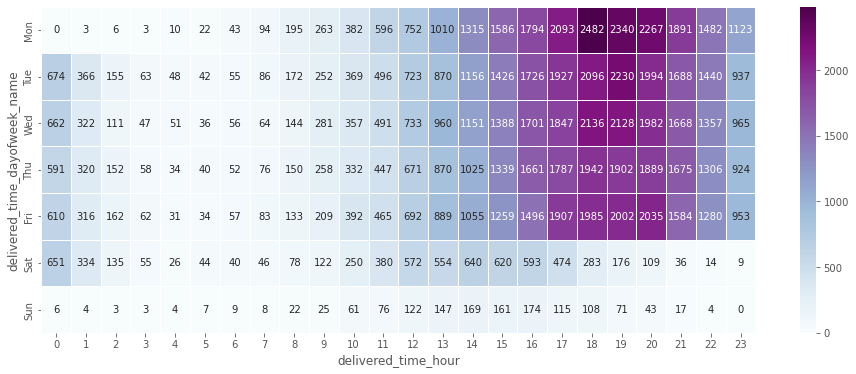 Mon 0 3 6 3 10 22 43 94 195 263 382 596 752 1010 1315 1586 1794 2093 2482 2340 2267 1891 1482 1123
Tue 674 366 155 63 48 42 55 86 172 252 369 496 723 870 1156 1426 1726 1927 2096 2230 1994 1688 1440 937
Wed 662 322 111 47 51 36 56 64 144 281 357 491 733 960 1151 1388 1701 1847 2136 2128 1982 1668 1357 965
Thu 591 320 152 58 34 40 52 76 150 258 332 447 671 870 1025 1339 1661 1787 1942 1902 1889 1675 1306 924
Fri 610 316 162 62 31 34 57 83 133 209 392 465 692 889 1055 1259 1496 1907 1985 2002 2035 1584 1280 953
Sat 651 334 135 55 26 44 40 46 78 122 250 380 572 554 640 620 593 474 283 176 109 36 14 9
Sun 6 4 3 3 4 7 9 8 22 25 61 76 122 147 169 161 174 115 108 71 43 17 4 0
0 1 2 3 4 5 6 7 8 9 10 11 12 13 14 15 16 17 18 19 20 21 22 23
delivered_time_hour
delivered_time_dayofweek_name
2000
1500
1000
500
0